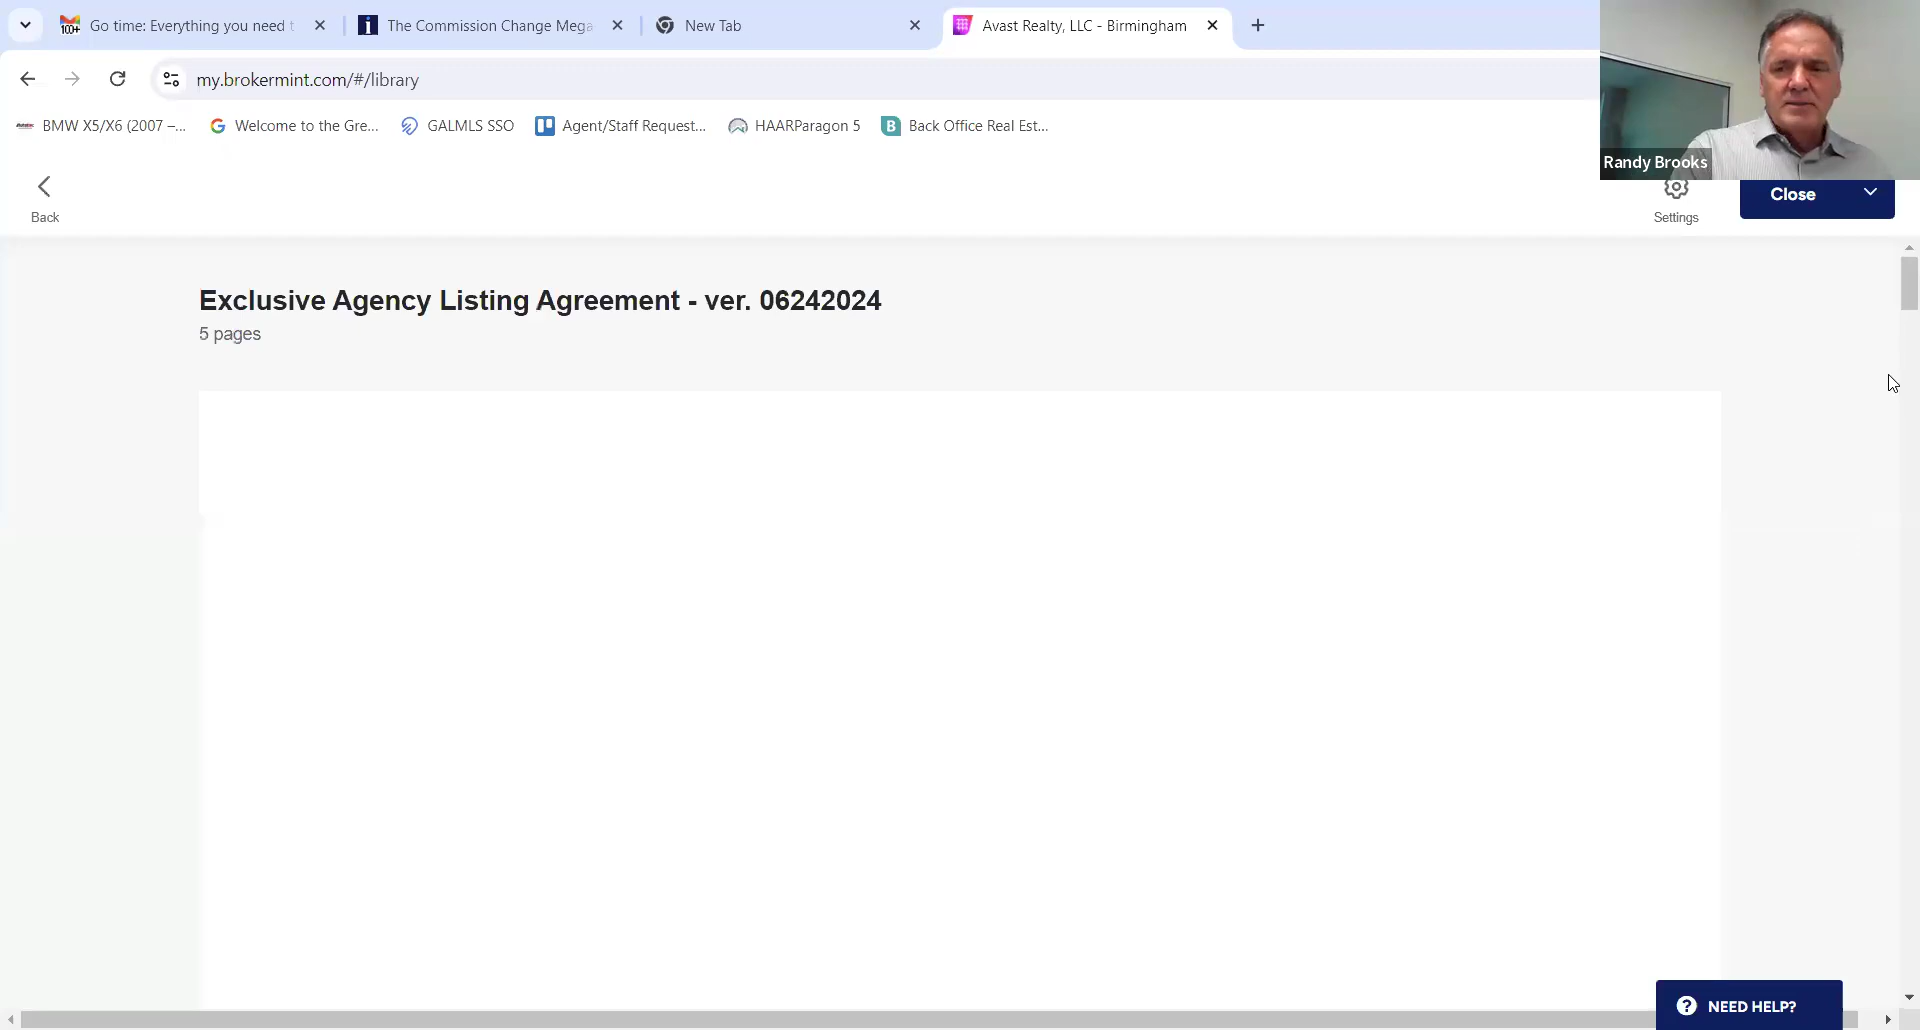 100+
Go time: Everything you need t
The Commission Change Mega
New Tab
Avast Realty, LLC - Birmingham
my.brokermint.com/#/library
BMW X5/X6 (2007 –...
Welcome to the Gre...
GALMLS SSO
Agent/Staff Request...
HAARParagon 5
Back Office Real Est...
Randy Brooks
Back
Settings
Close
Exclusive Agency Listing Agreement - ver. 06242024
5 pages
NEED HELP?